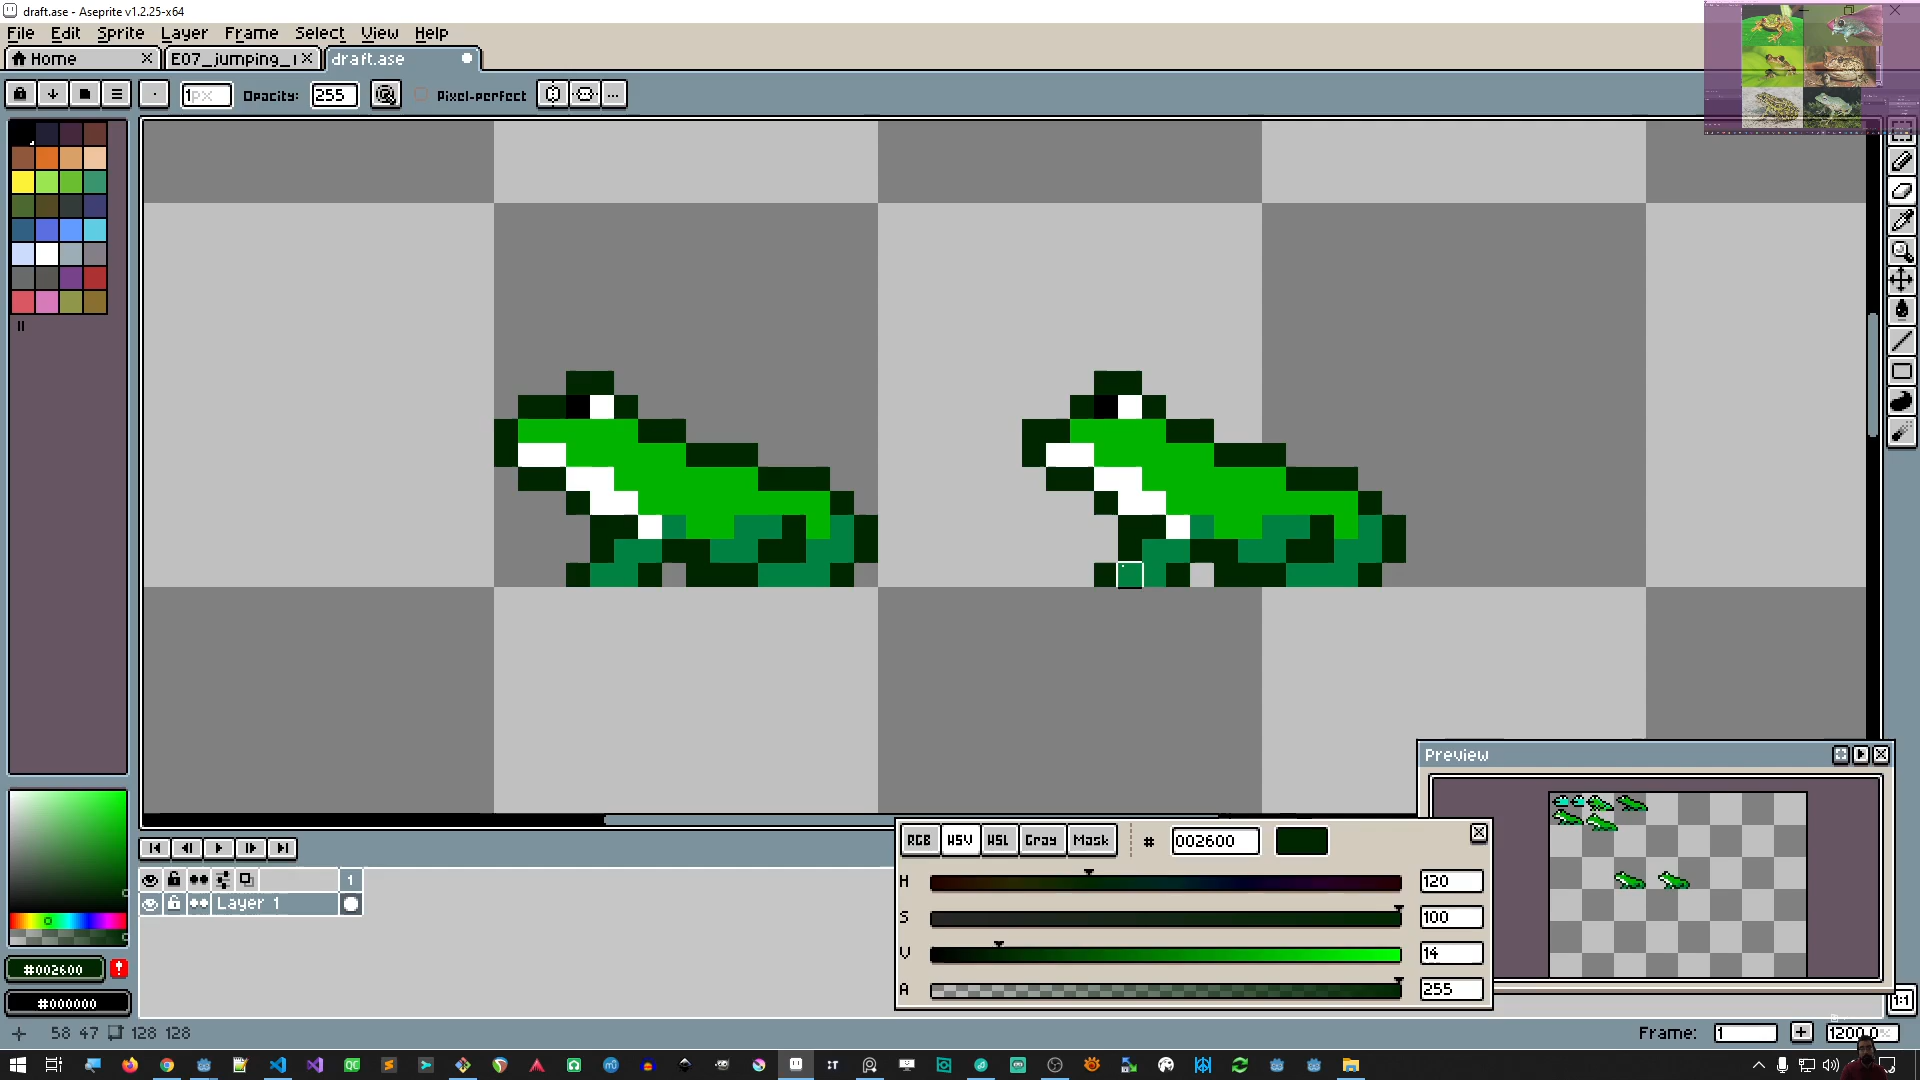 draft.ase - Aseprite v1.2.25-x64
File Edit Sprite Layer Frame Select View Help
Home E07_jumping_ draft.ase
1px Opacity: 255 Pixel-perfect
Preview
RGB HSV HSL Gray Mask # 002600
H 120
S 100
V 14
A 255
1
Layer 1
#002600
#000000
1:1
58 47 128 128
Frame: 1 + 1200.0%